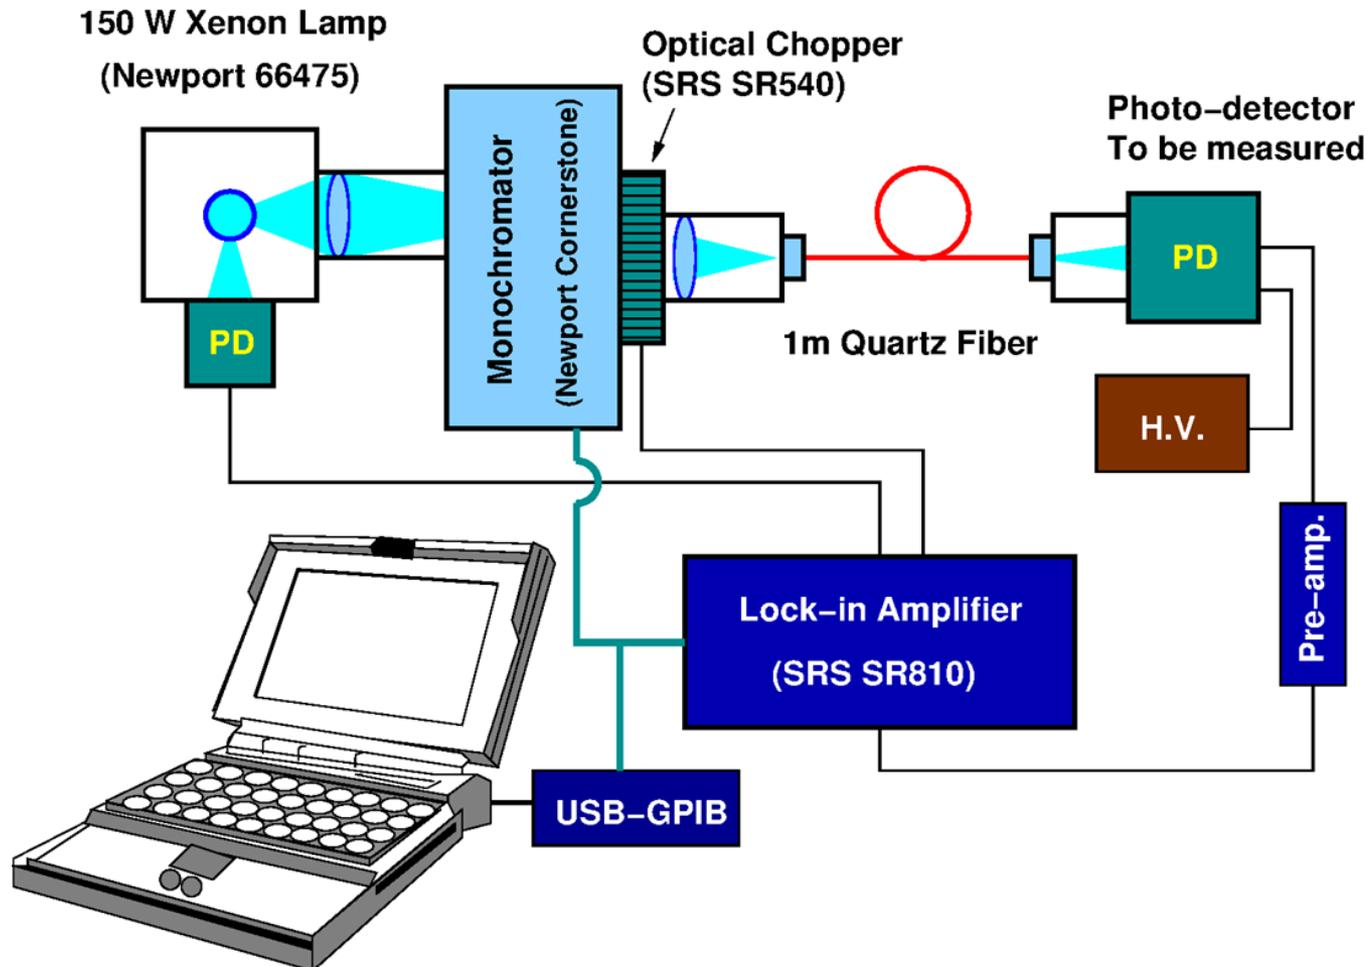 150 W Xenon Lamp
(Newport 66475)
Optical Chopper
(SRS SR540)
Photo−detector
To be measured
Monochromator
(Newport Cornerstone)
PD
PD
1m Quartz Fiber
H.V.
Pre−amp.
Lock−in Amplifier
(SRS SR810)
USB−GPIB